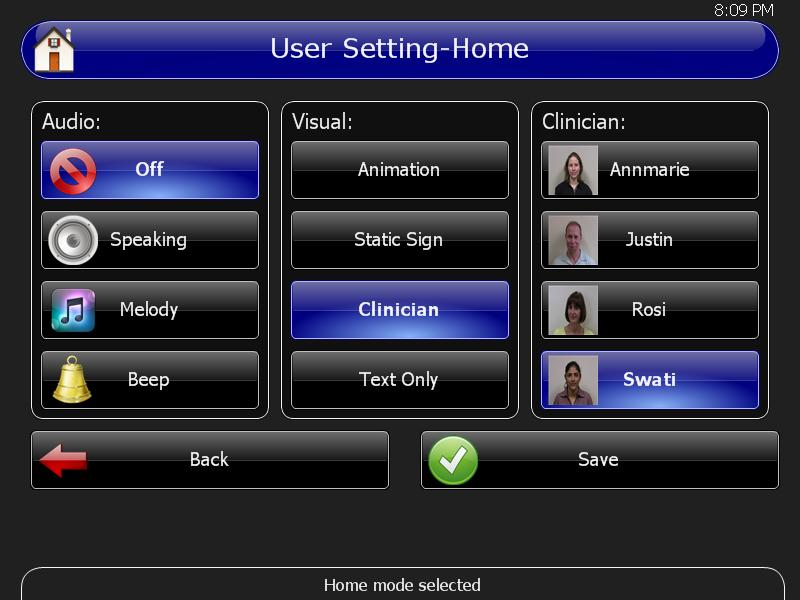 8:09 PM
User Setting-Home
Audio:
Off
Speaking
Melody
Beep
Visual:
Animation
Static Sign
Clinician
Text Only
Clinician:
Annmarie
Justin
Rosi
Swati
Back
Save
Home mode selected